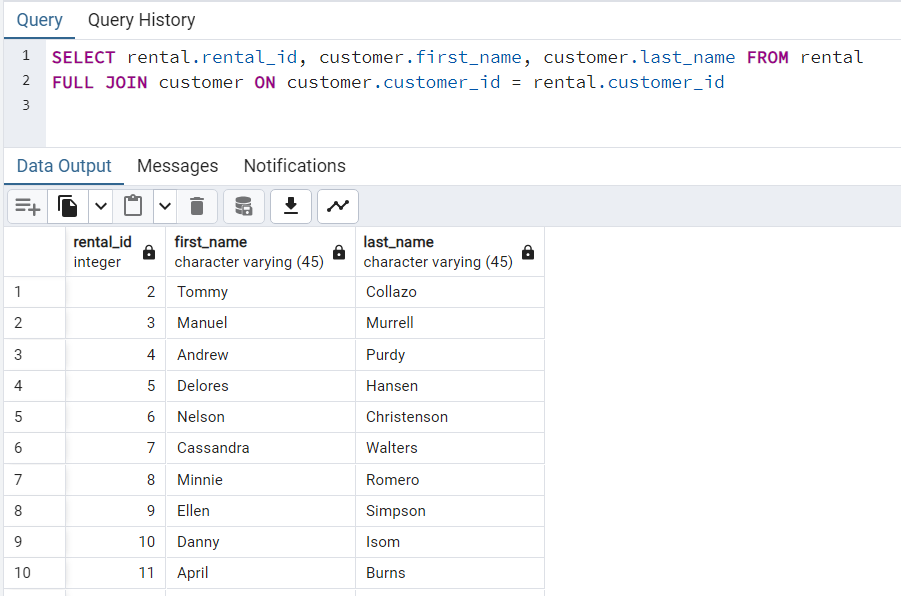 Query Query History
1 SELECT rental.rental_id, customer.first_name, customer.last_name FROM rental
2 FULL JOIN customer ON customer.customer_id = rental.customer_id
3
Data Output Messages Notifications
rental_id first_name last_name
integer character varying (45) character varying (45)
1 2 Tommy Collazo
2 3 Manuel Murrell
3 4 Andrew Purdy
4 5 Delores Hansen
5 6 Nelson Christenson
6 7 Cassandra Walters
7 8 Minnie Romero
8 9 Ellen Simpson
9 10 Danny Isom
10 11 April Burns